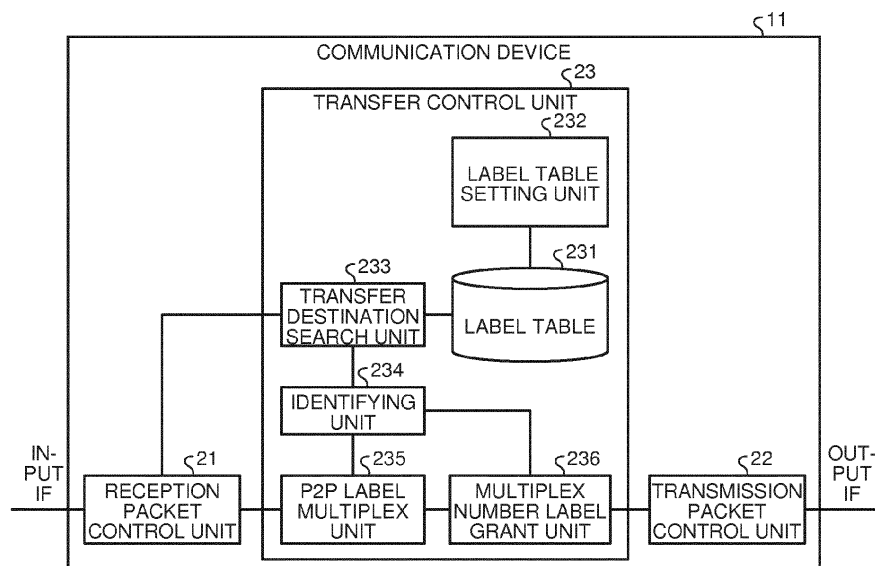 11
COMMUNICATION DEVICE
23
TRANSFER CONTROL UNIT
232
LABEL TABLE
SETTING UNIT
231
LABEL TABLE
233
TRANSFER
DESTINATION
SEARCH UNIT
234
IDENTIFYING
UNIT
IN-
PUT
IF
21
RECEPTION
PACKET
CONTROL UNIT
235
P2P LABEL
MULTIPLEX
UNIT
236
MULTIPLEX
NUMBER LABEL
GRANT UNIT
22
TRANSMISSION
PACKET
CONTROL UNIT
OUT-
PUT
IF